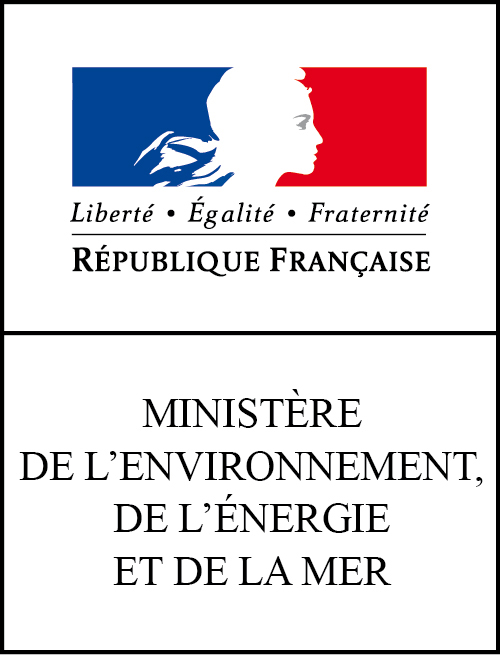 Liberté • Égalité • Fraternité
RÉPUBLIQUE FRANÇAISE
MINISTÈRE
DE L’ENVIRONNEMENT,
DE L’ÉNERGIE
ET DE LA MER